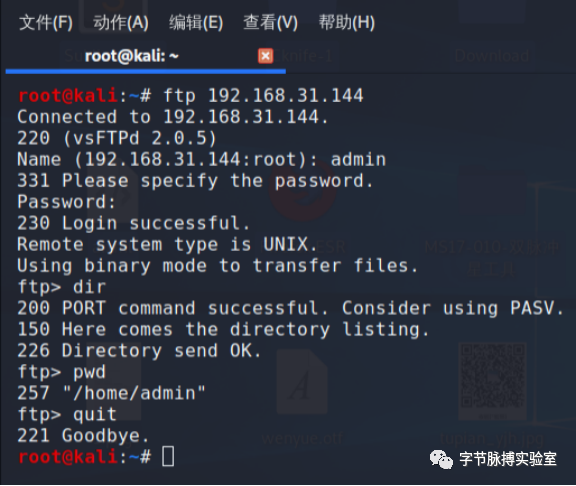 文件(F) 动作(A) 编辑(E) 查看(V) 帮助(H)
root@kali: ~
knife-1
Download
root@kali:~# ftp 192.168.31.144
Connected to 192.168.31.144.
220 (vsFTPd 2.0.5)
Name (192.168.31.144:root): admin
331 Please specify the password.
Password:
230 Login successful.
Remote system type is UNIX.
Using binary mode to transfer files.
ftp> dir
200 PORT command successful. Consider using PASV.
150 Here comes the directory listing.
226 Directory send OK.
ftp> pwd
257 "/home/admin"
ftp> quit
221 Goodbye.
root@kali:~#
字节脉搏实验室